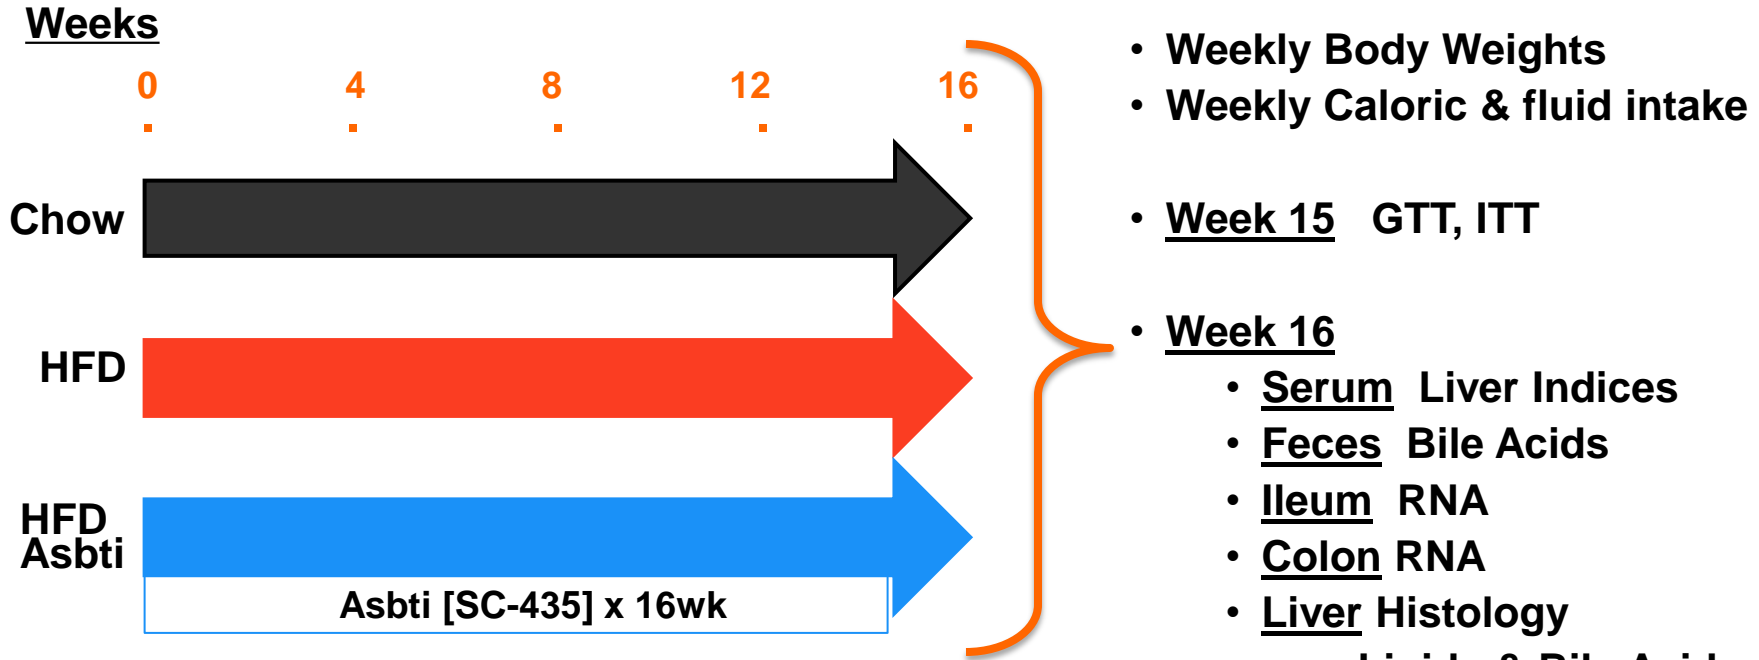 Weeks
0 4 8 12 16
Chow
HFD
HFD
Asbti
Asbti [SC-435] x 16wk
• Weekly Body Weights
• Weekly Caloric & fluid intake
• Week 15 GTT, ITT
• Week 16
• Serum Liver Indices
• Feces Bile Acids
• Ileum RNA
• Colon RNA
• Liver Histology
& Bile Acid